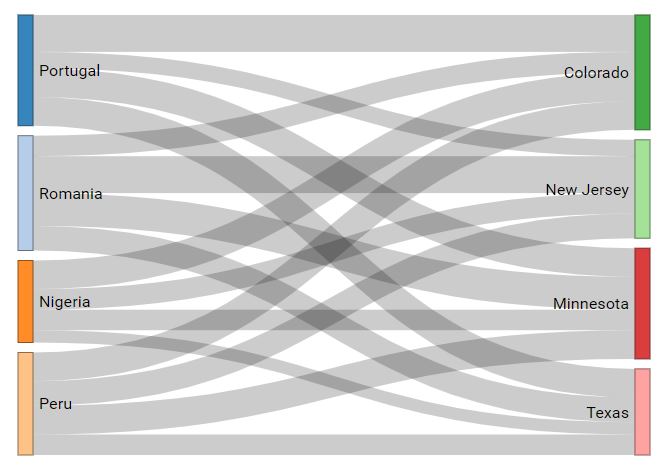 Portugal
Romania
Nigeria
Peru
Colorado
New Jersey
Minnesota
Texas